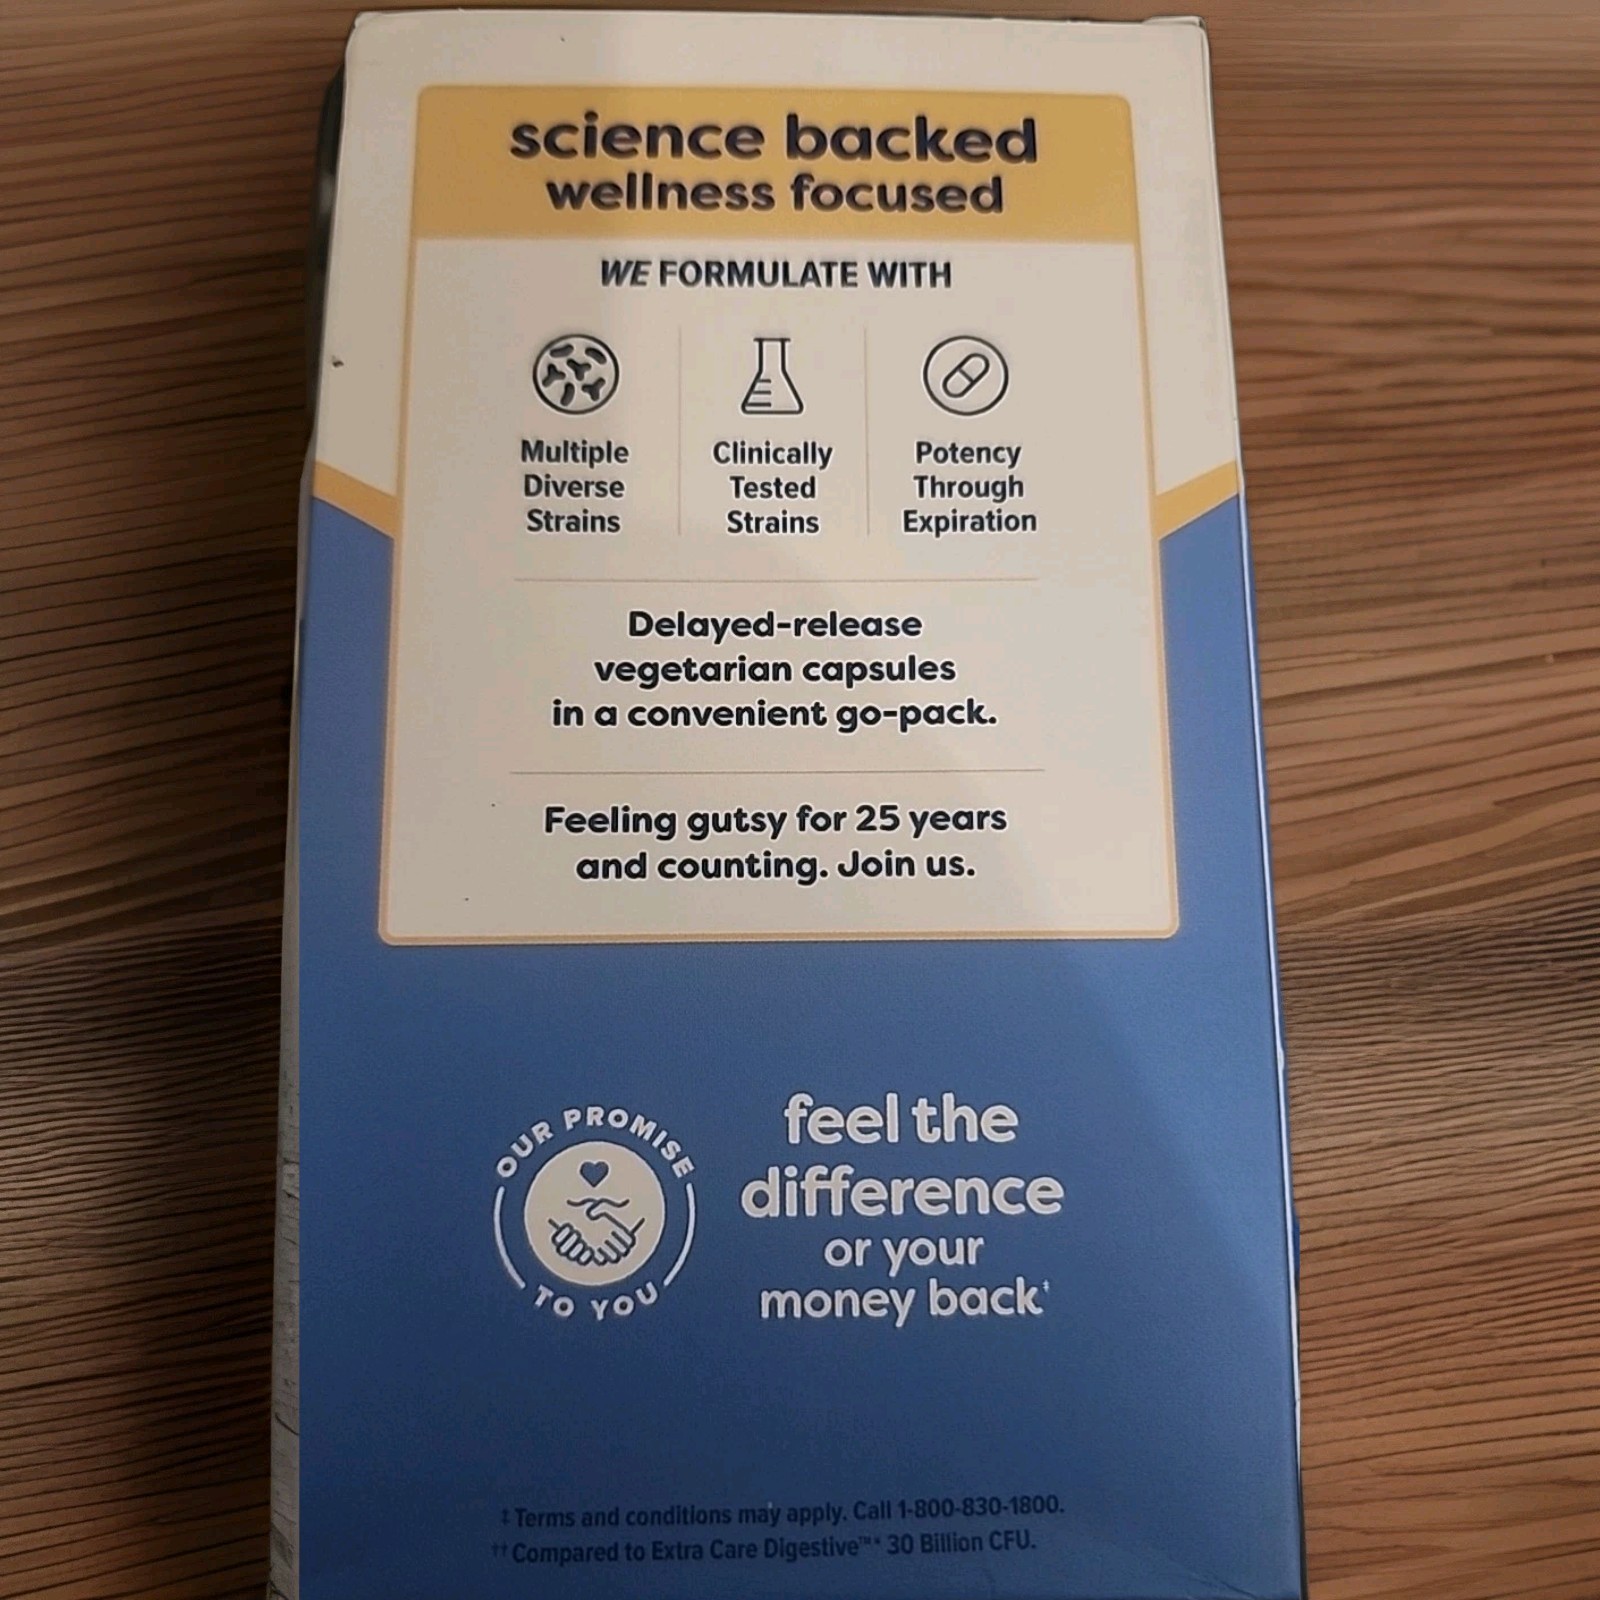 science backed
wellness focused
WE FORMULATE WITH
Multiple
Diverse
Strains
Clinically
Tested
Strains
Potency
Through
Expiration
Delayed-release
vegetarian capsules
in a convenient go-pack.
Feeling gutsy for 25 years
and counting. Join us.
OUR PROMISE
TO YOU
feel the
difference
or your
money back‡
‡ Terms and conditions may apply. Call 1-800-830-1800.
†† Compared to Extra Care Digestive™* 30 Billion CFU.